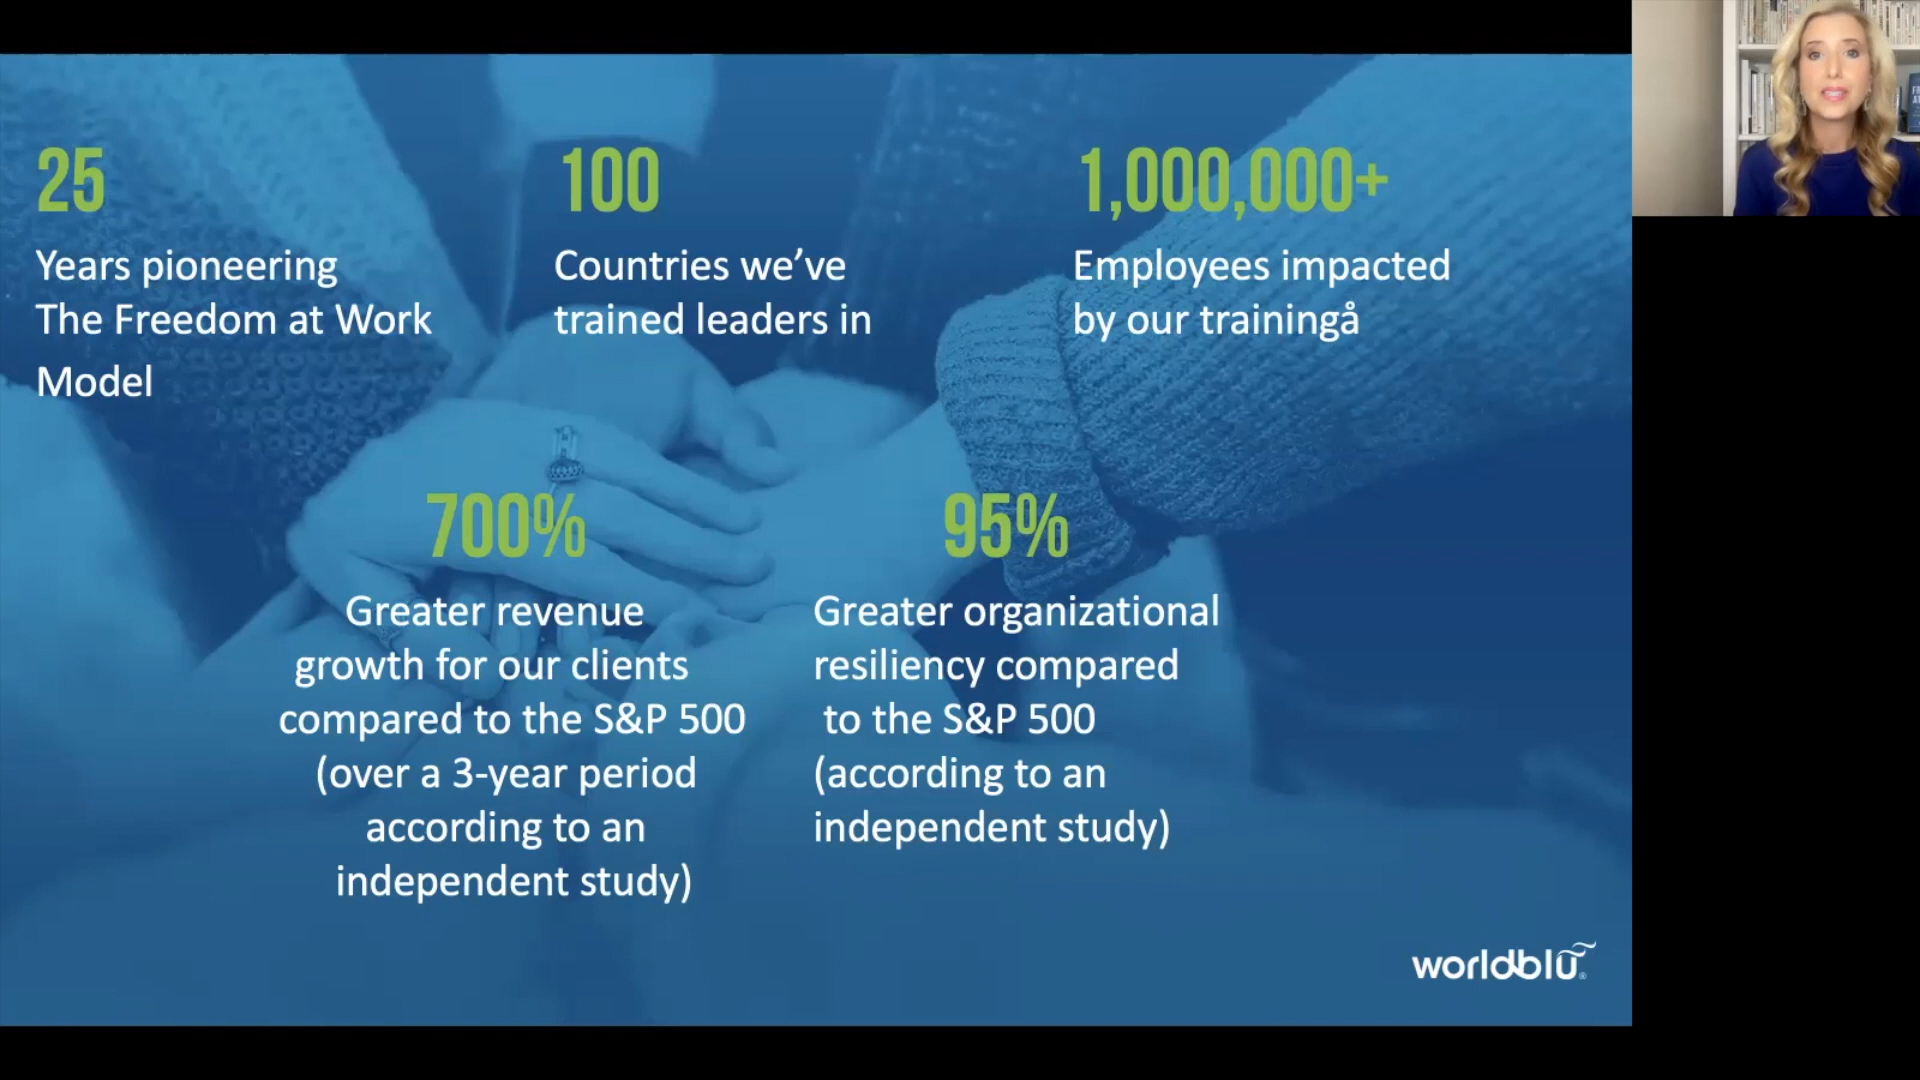 25
Years pioneering
The Freedom at Work
Model
100
Countries we’ve
trained leaders in
1,000,000+
Employees impacted
by our trainingå
700%
Greater revenue
growth for our clients
compared to the S&P 500
(over a 3-year period
according to an
independent study)
95%
Greater organizational
resiliency compared
to the S&P 500
(according to an
independent study)
worldblu®